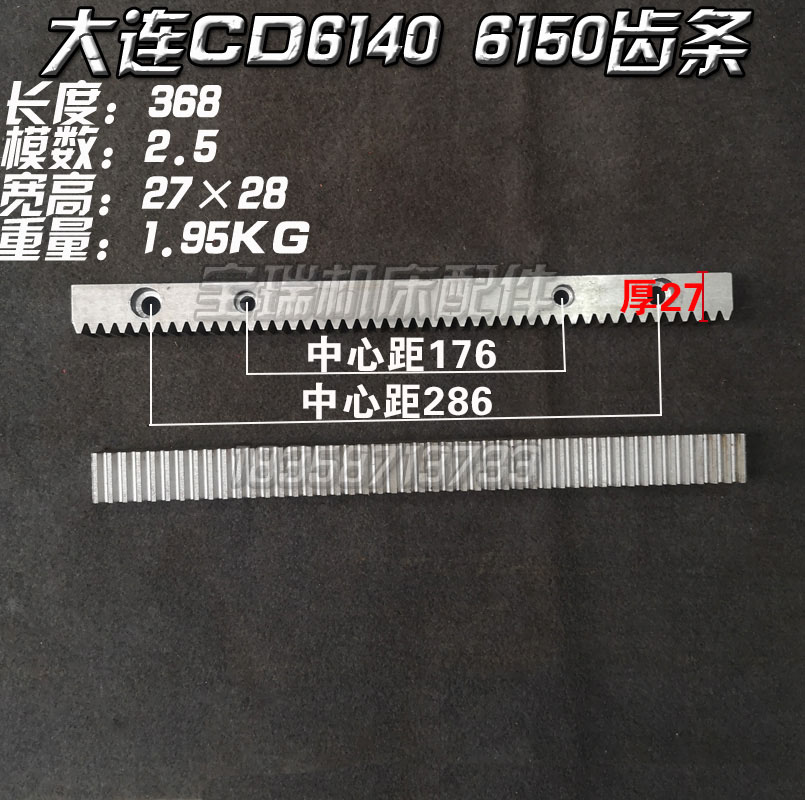 大连CD6140 6150齿条
长度：368
模数：2.5
宽高：27×28
重量：1.95KG
宝瑞机床配件
厚27
中心距176
中心距286
18358713733